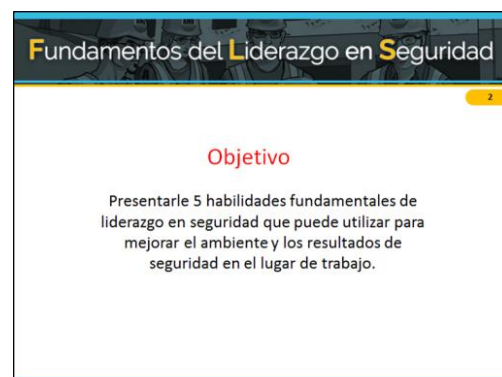 Fundamentos del Liderazgo en Seguridad
2
Objetivo
Presentarle 5 habilidades fundamentales de
liderazgo en seguridad que puede utilizar para
mejorar el ambiente y los resultados de
seguridad en el lugar de trabajo.